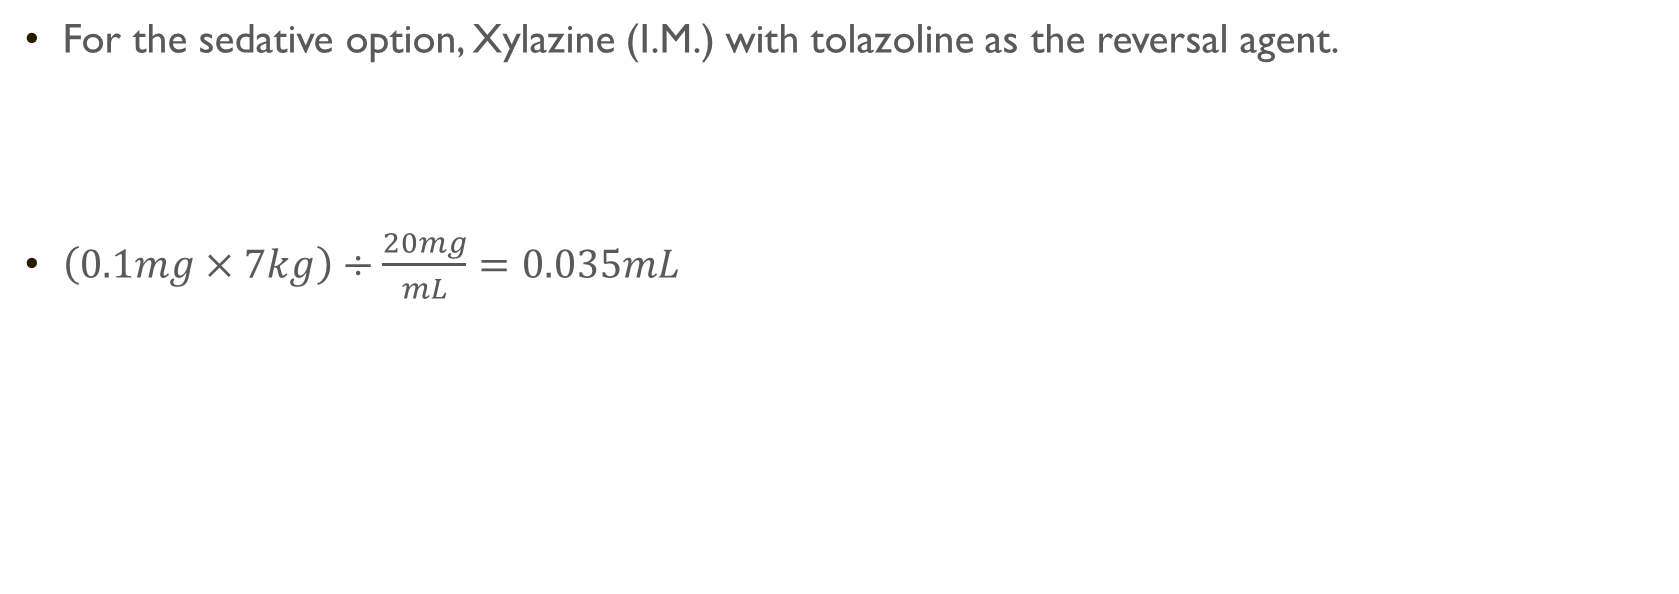 • For the sedative option, Xylazine (I.M.) with tolazoline as the reversal agent.
• (0.1mg × 7kg) ÷ 20mg/mL = 0.035mL